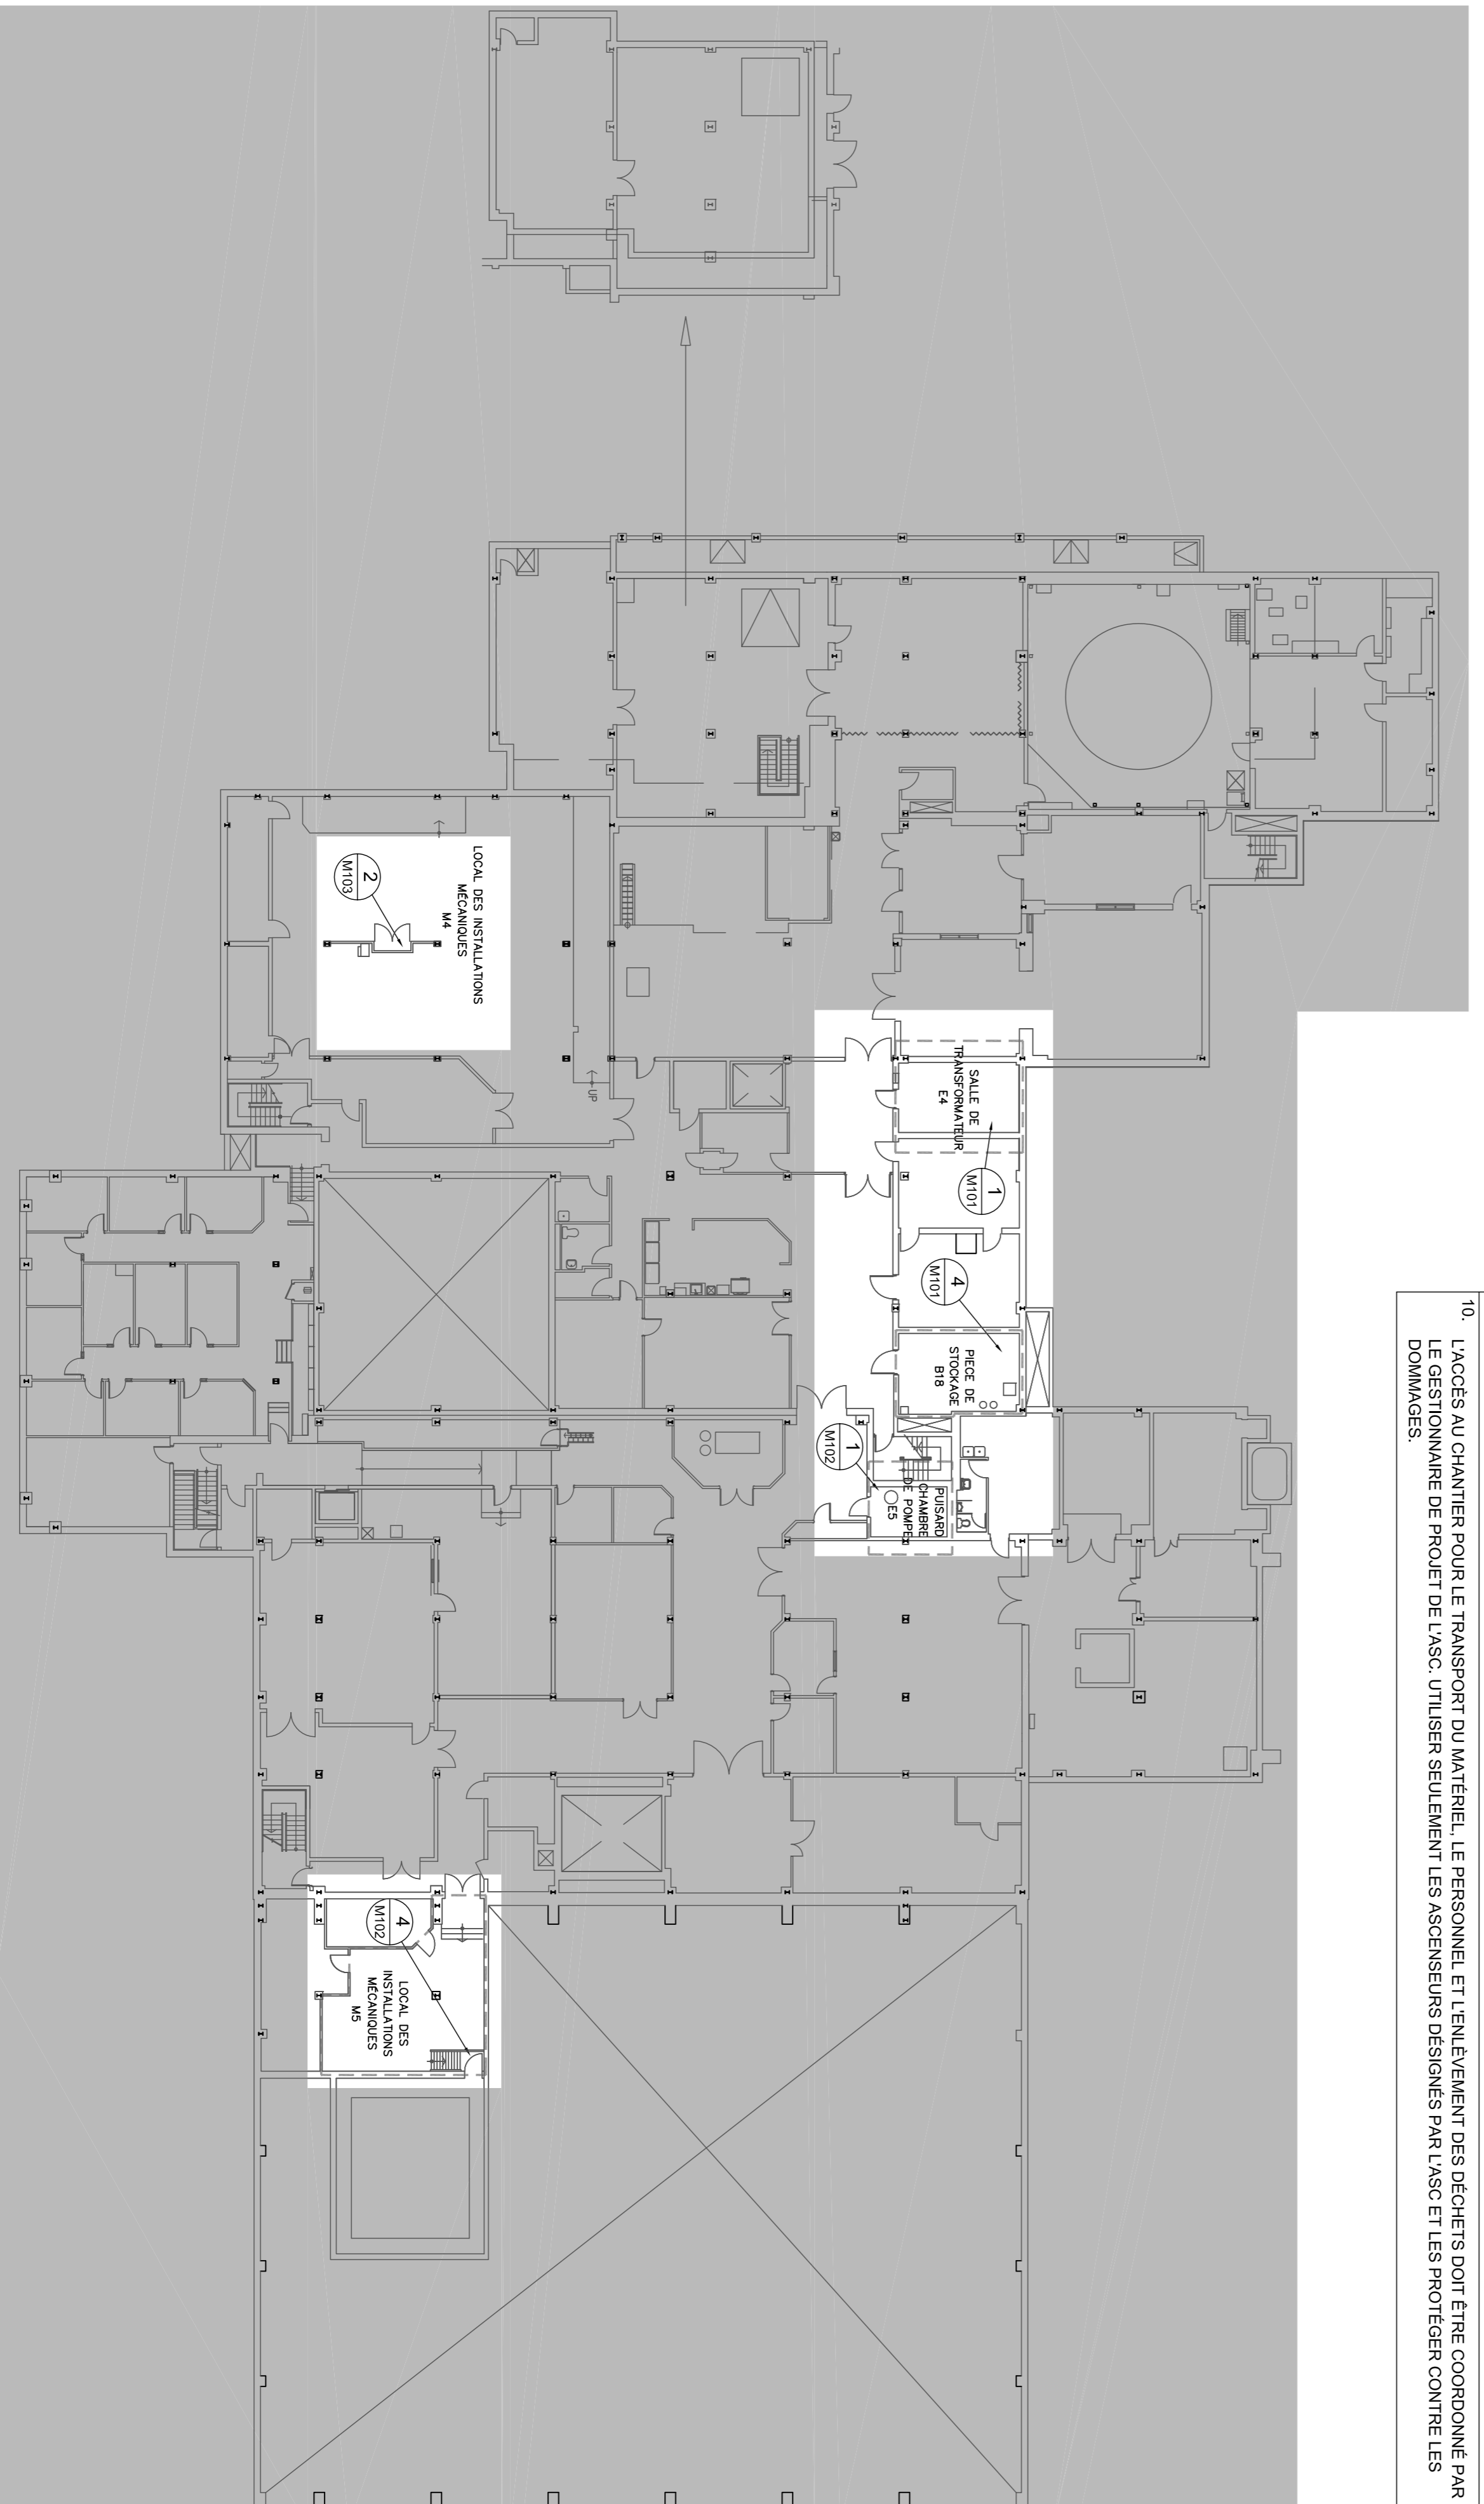 10. L'ACCÈS AU CHANTIER POUR LE TRANSPORT DU MATÉRIEL, LE PERSONNEL ET L'ENLÈVEMENT DES DÉCHETS DOIT ÊTRE COORDONNÉ PAR
LE GESTIONNAIRE DE PROJET DE L'ASC. UTILISER SEULEMENT LES ASCENSEURS DÉSIGNÉS PAR L'ASC ET LES PROTÉGER CONTRE LES
DOMMAGES.
SALLE DE
TRANSFORMATEUR
E4
1
M101
4
M101
PIECE DE
STOCKAGE
B18
1
M102
PUISARD
CHAMBRE
DE POMPE
E5
LOCAL DES INSTALLATIONS
MÉCANIQUES
M4
2
M103
UP
4
M102
LOCAL DES
INSTALLATIONS
MÉCANIQUES
M5